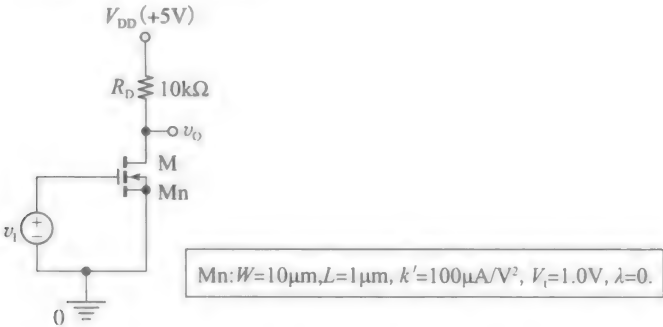 V_DD(+5V)
R_D 10kΩ
v_O
M
Mn
v_I
+
−
0
Mn:W=10μm,L=1μm, k′=100μA/V², V_t=1.0V, λ=0.